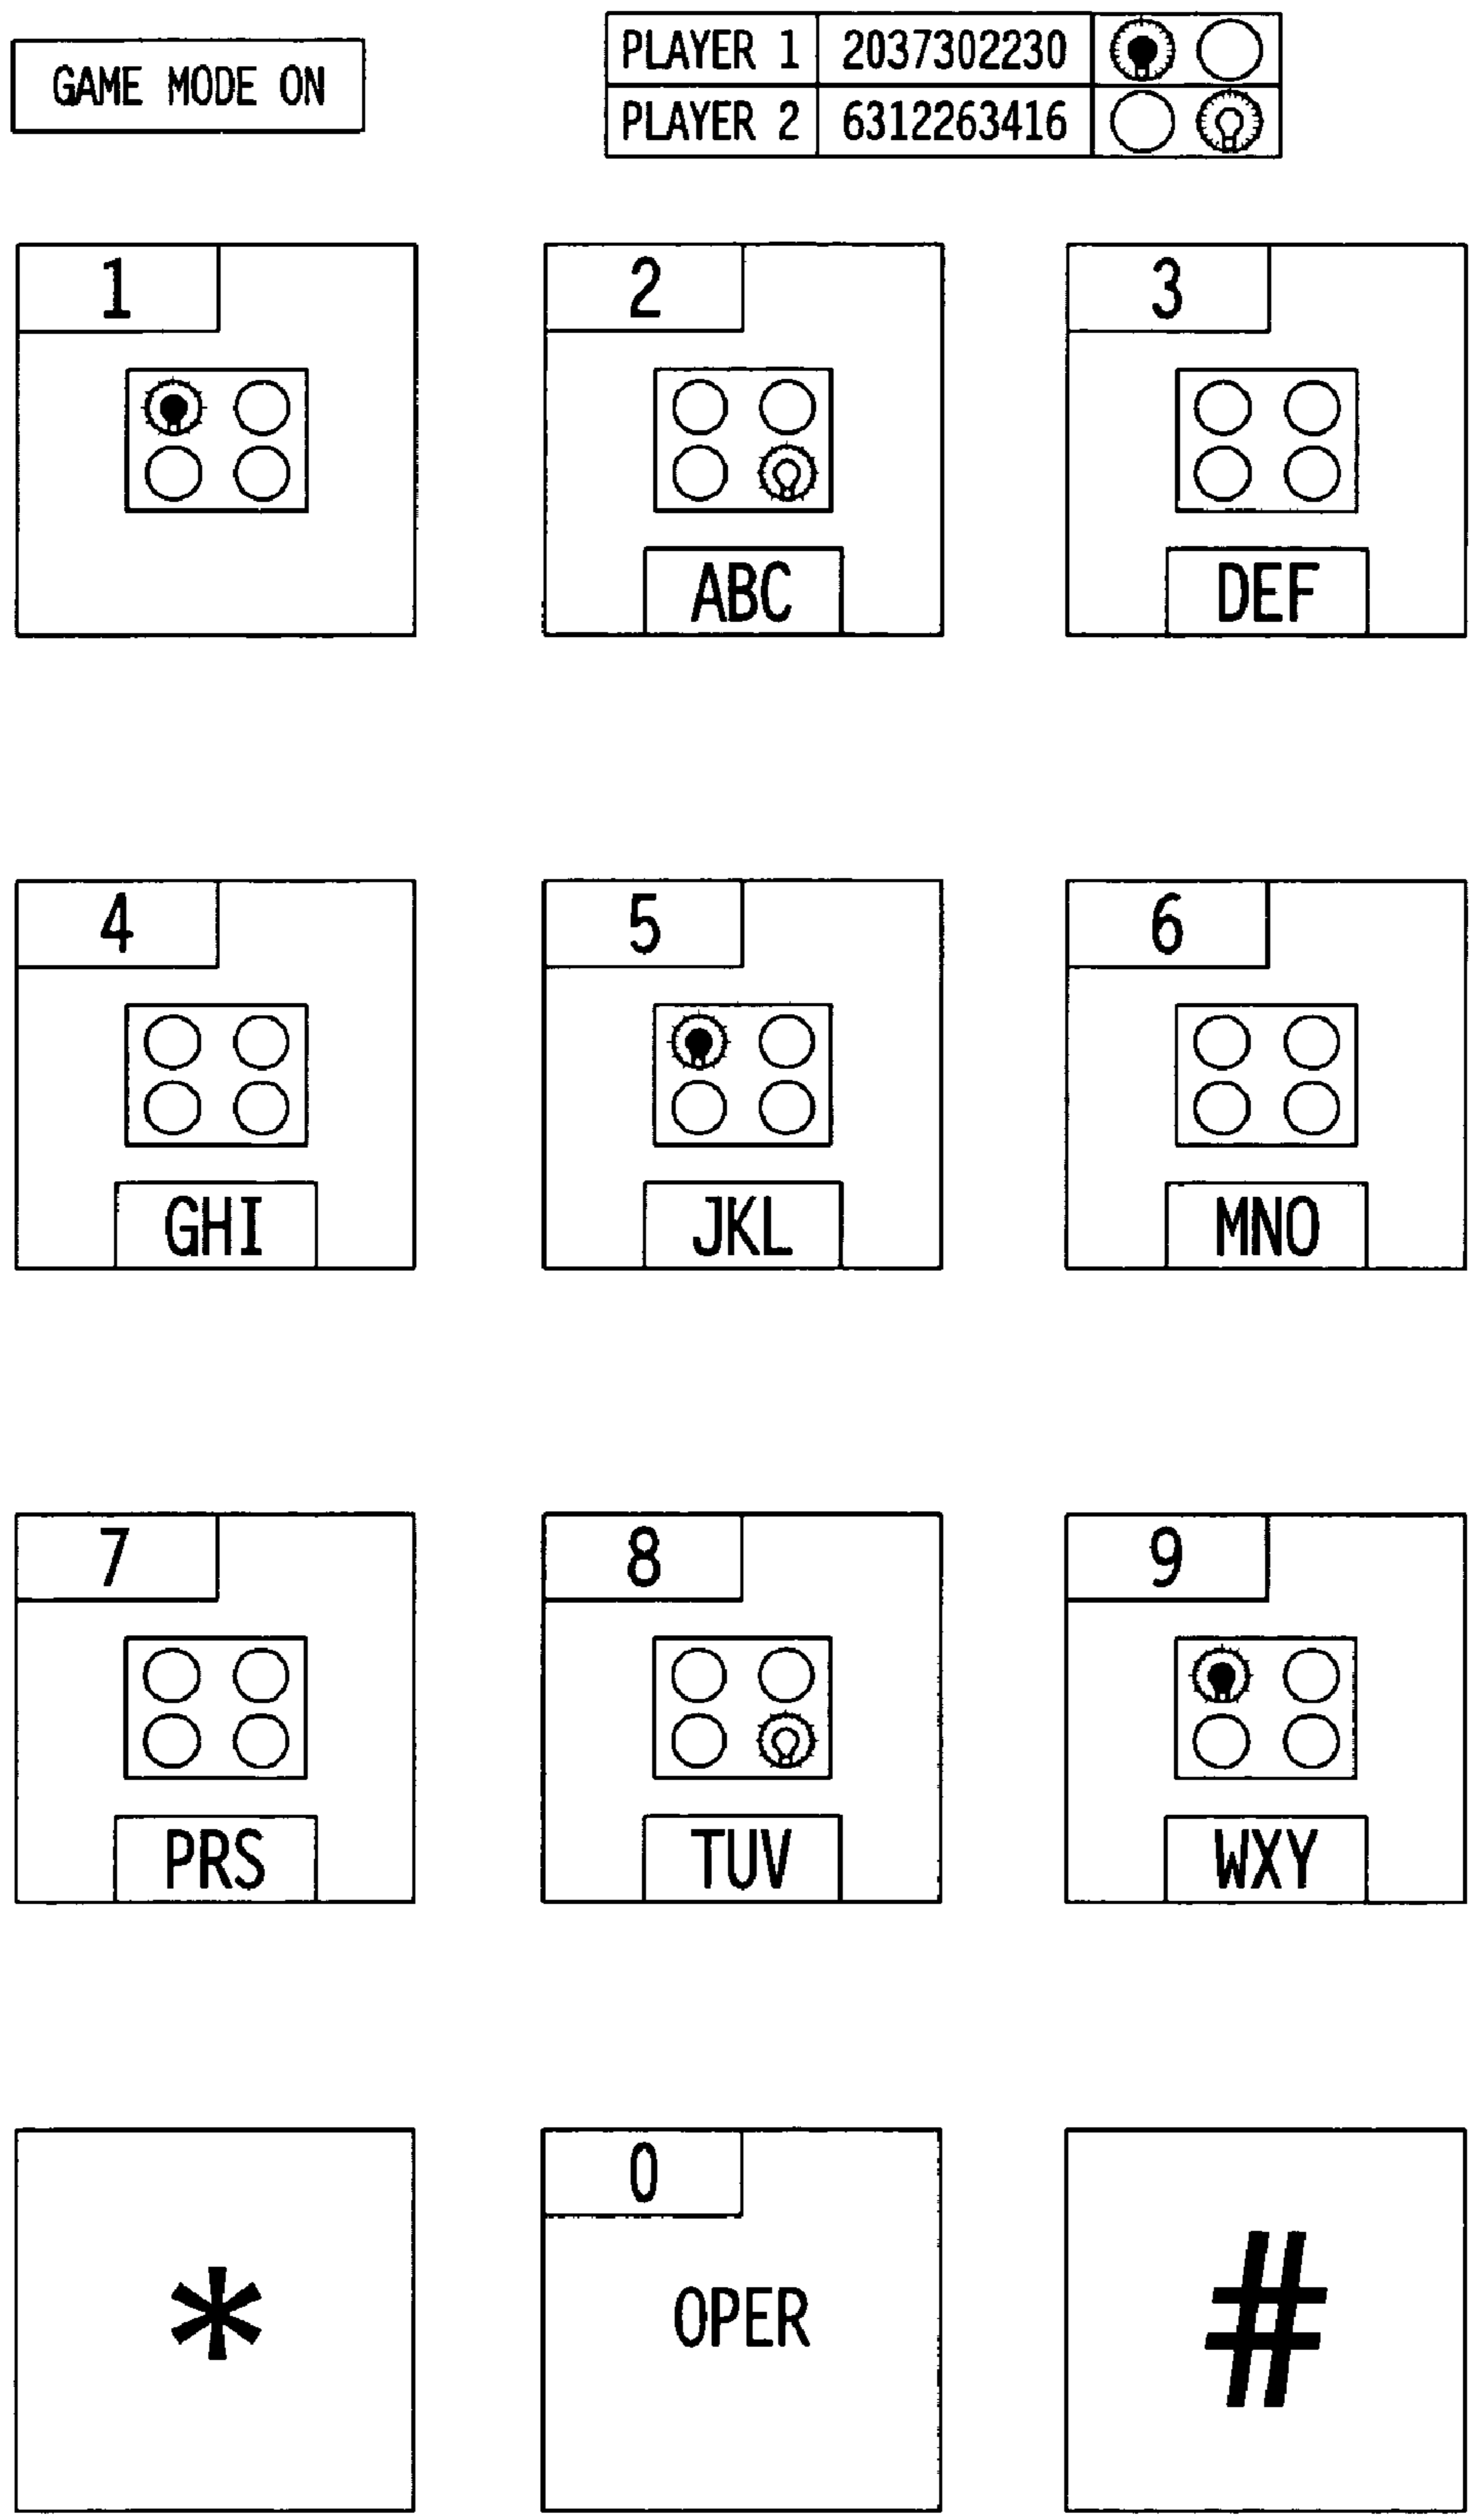 GAME MODE ON
PLAYER 1 2037302230
PLAYER 2 6312263416
1 2 3
ABC DEF
4 5 6
GHI JKL MNO
7 8 9
PRS TUV WXY
0
* OPER #